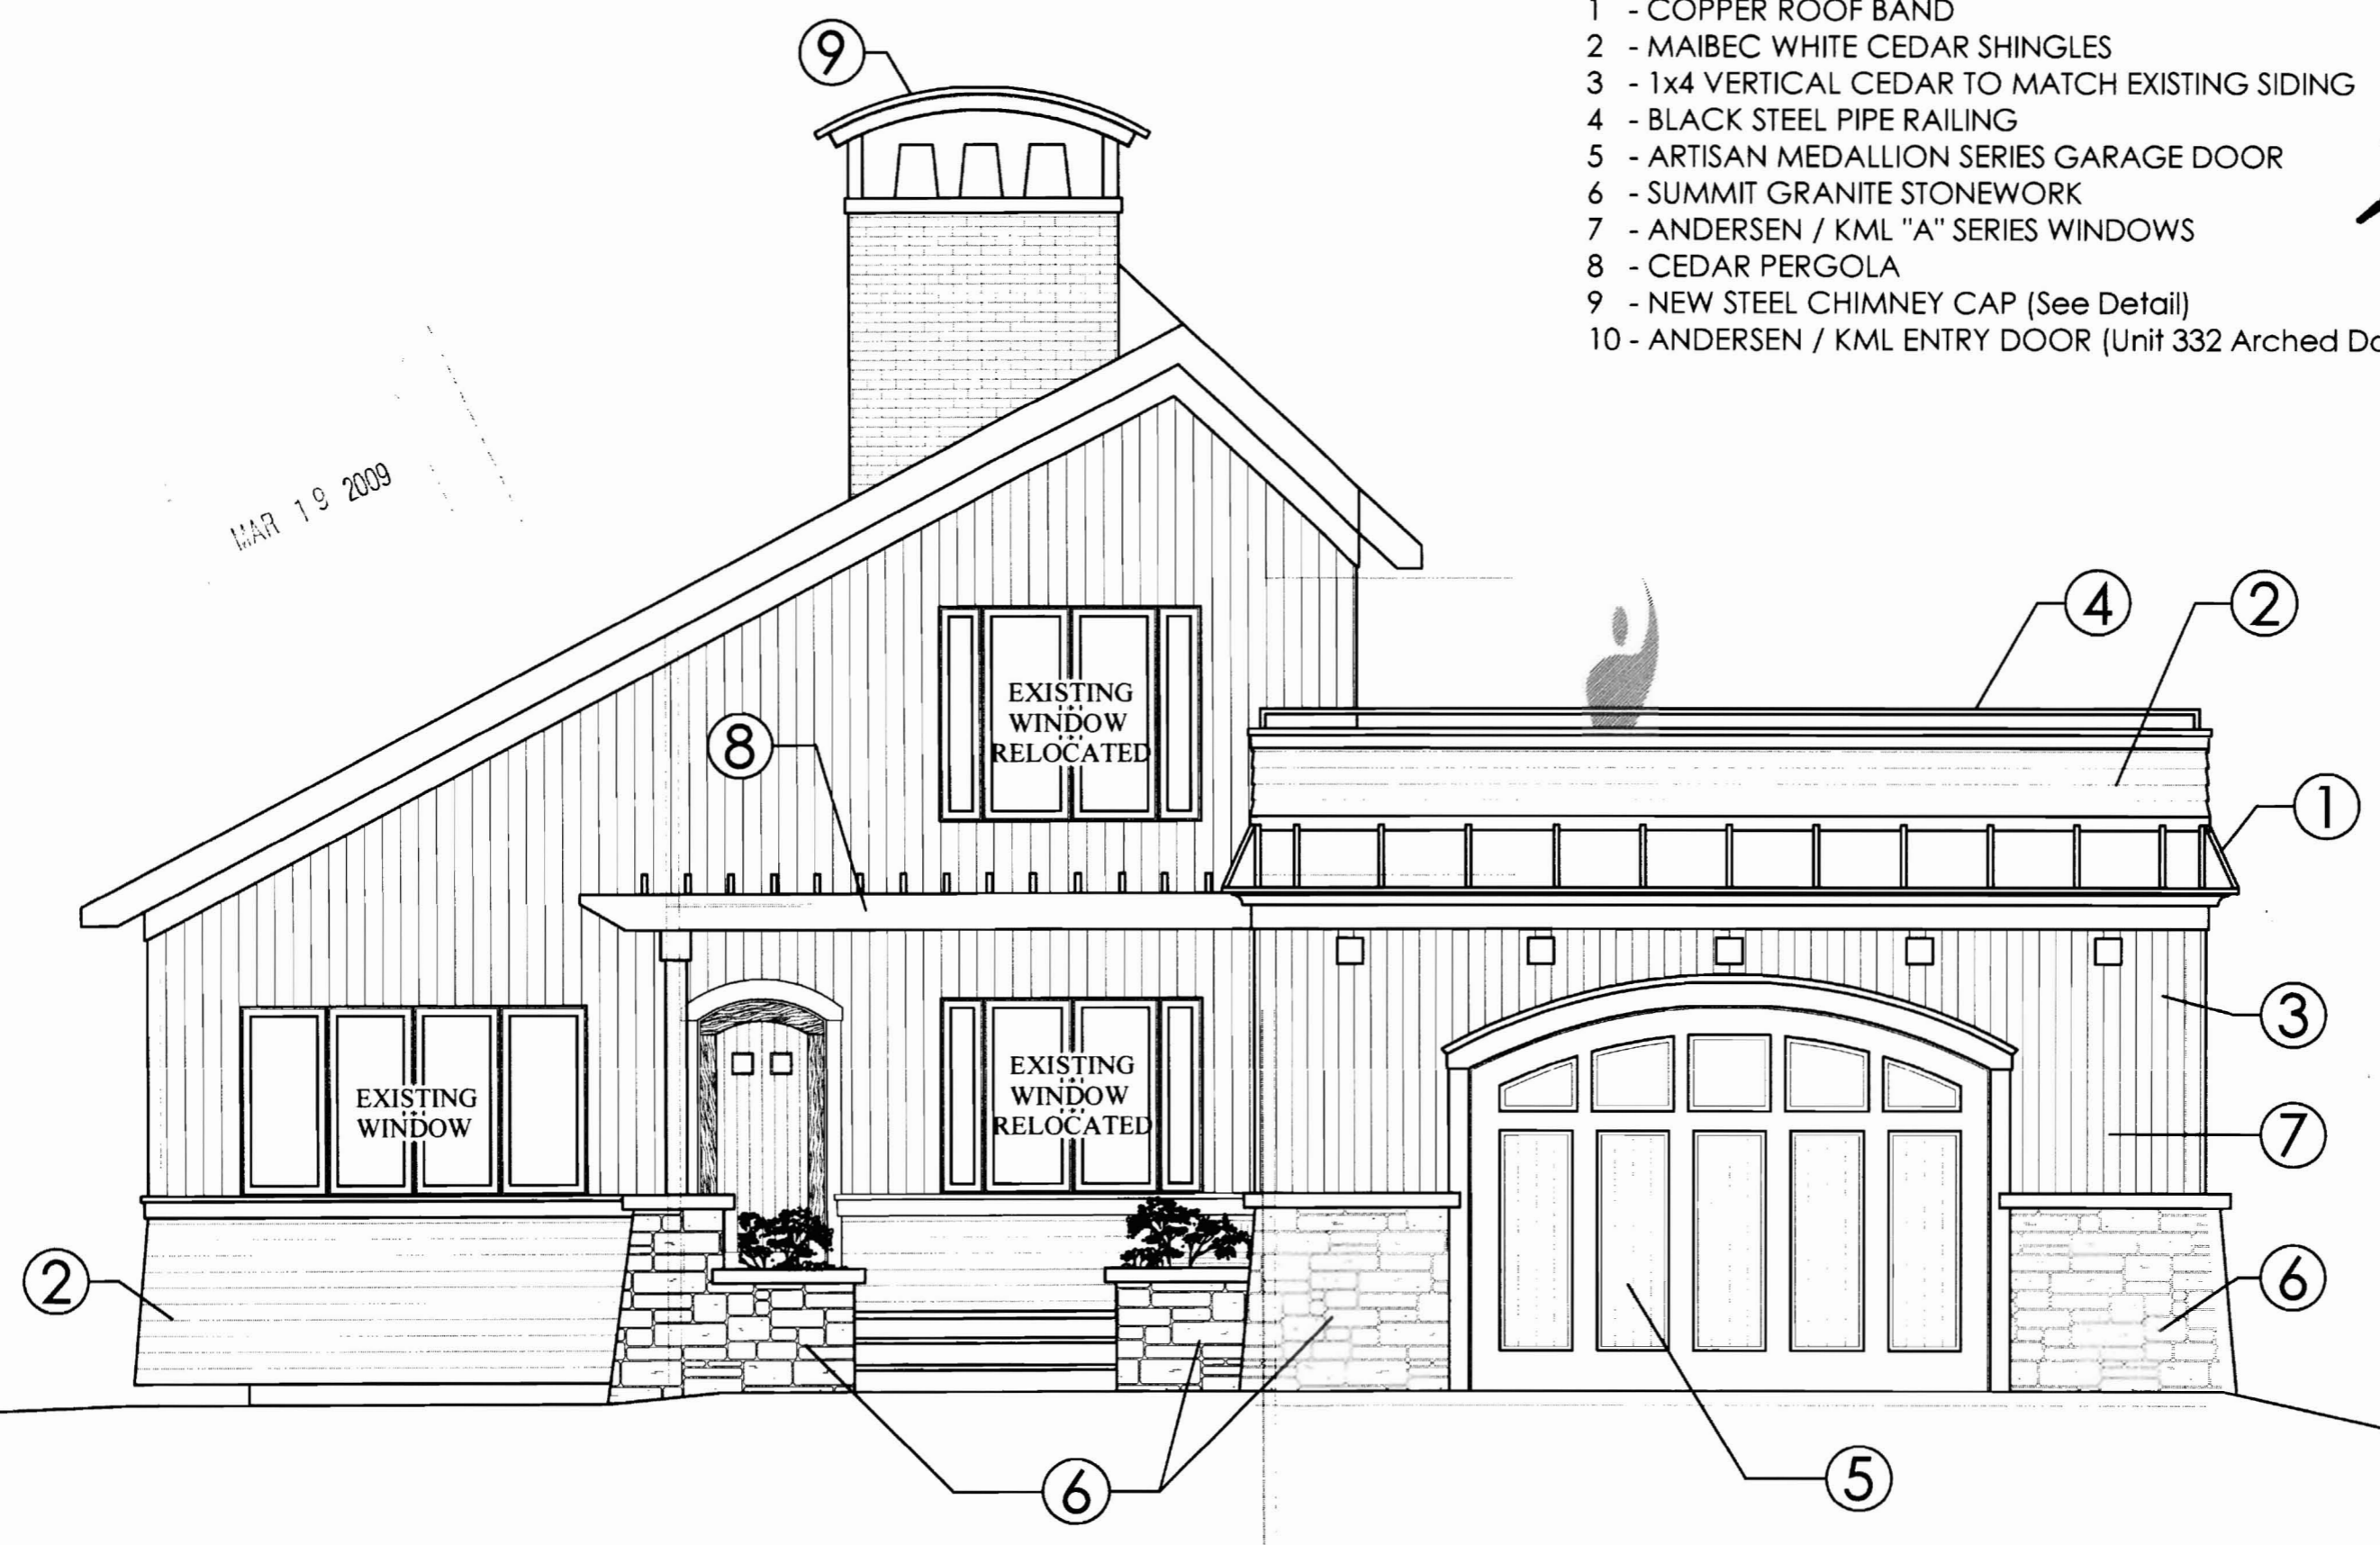 1 - COPPER ROOF BAND
2 - MAIBEC WHITE CEDAR SHINGLES
3 - 1x4 VERTICAL CEDAR TO MATCH EXISTING SIDING
4 - BLACK STEEL PIPE RAILING
5 - ARTISAN MEDALLION SERIES GARAGE DOOR
6 - SUMMIT GRANITE STONEWORK
7 - ANDERSEN / KML "A" SERIES WINDOWS
8 - CEDAR PERGOLA
9 - NEW STEEL CHIMNEY CAP (See Detail)
10 - ANDERSEN / KML ENTRY DOOR (Unit 332 Arched
9
MAR 19 2009
4
2
EXISTING
WINDOW
RELOCATED
8
1
3
EXISTING
WINDOW
RELOCATED
EXISTING
WINDOW
7
2
6
6
5